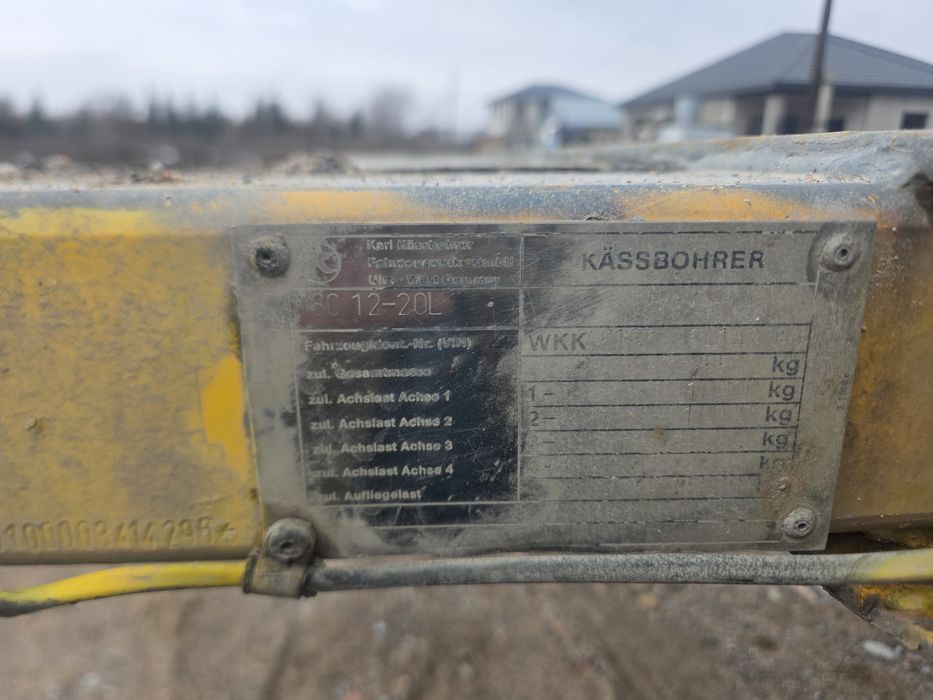 Karl Kässbohrer
Fahrzeugwerke GmbH
Ulm · West Germany
KÄSSBOHRER
12-20L
Fahrzeugident.-Nr. (VIN)
WKK
zul. Gesamtmasse
kg
zul. Achslast Achse 1
1-
kg
zul. Achslast Achse 2
2-
kg
zul. Achslast Achse 3
kg
zul. Achslast Achse 4
zul. Aufliegelast
100003414298*